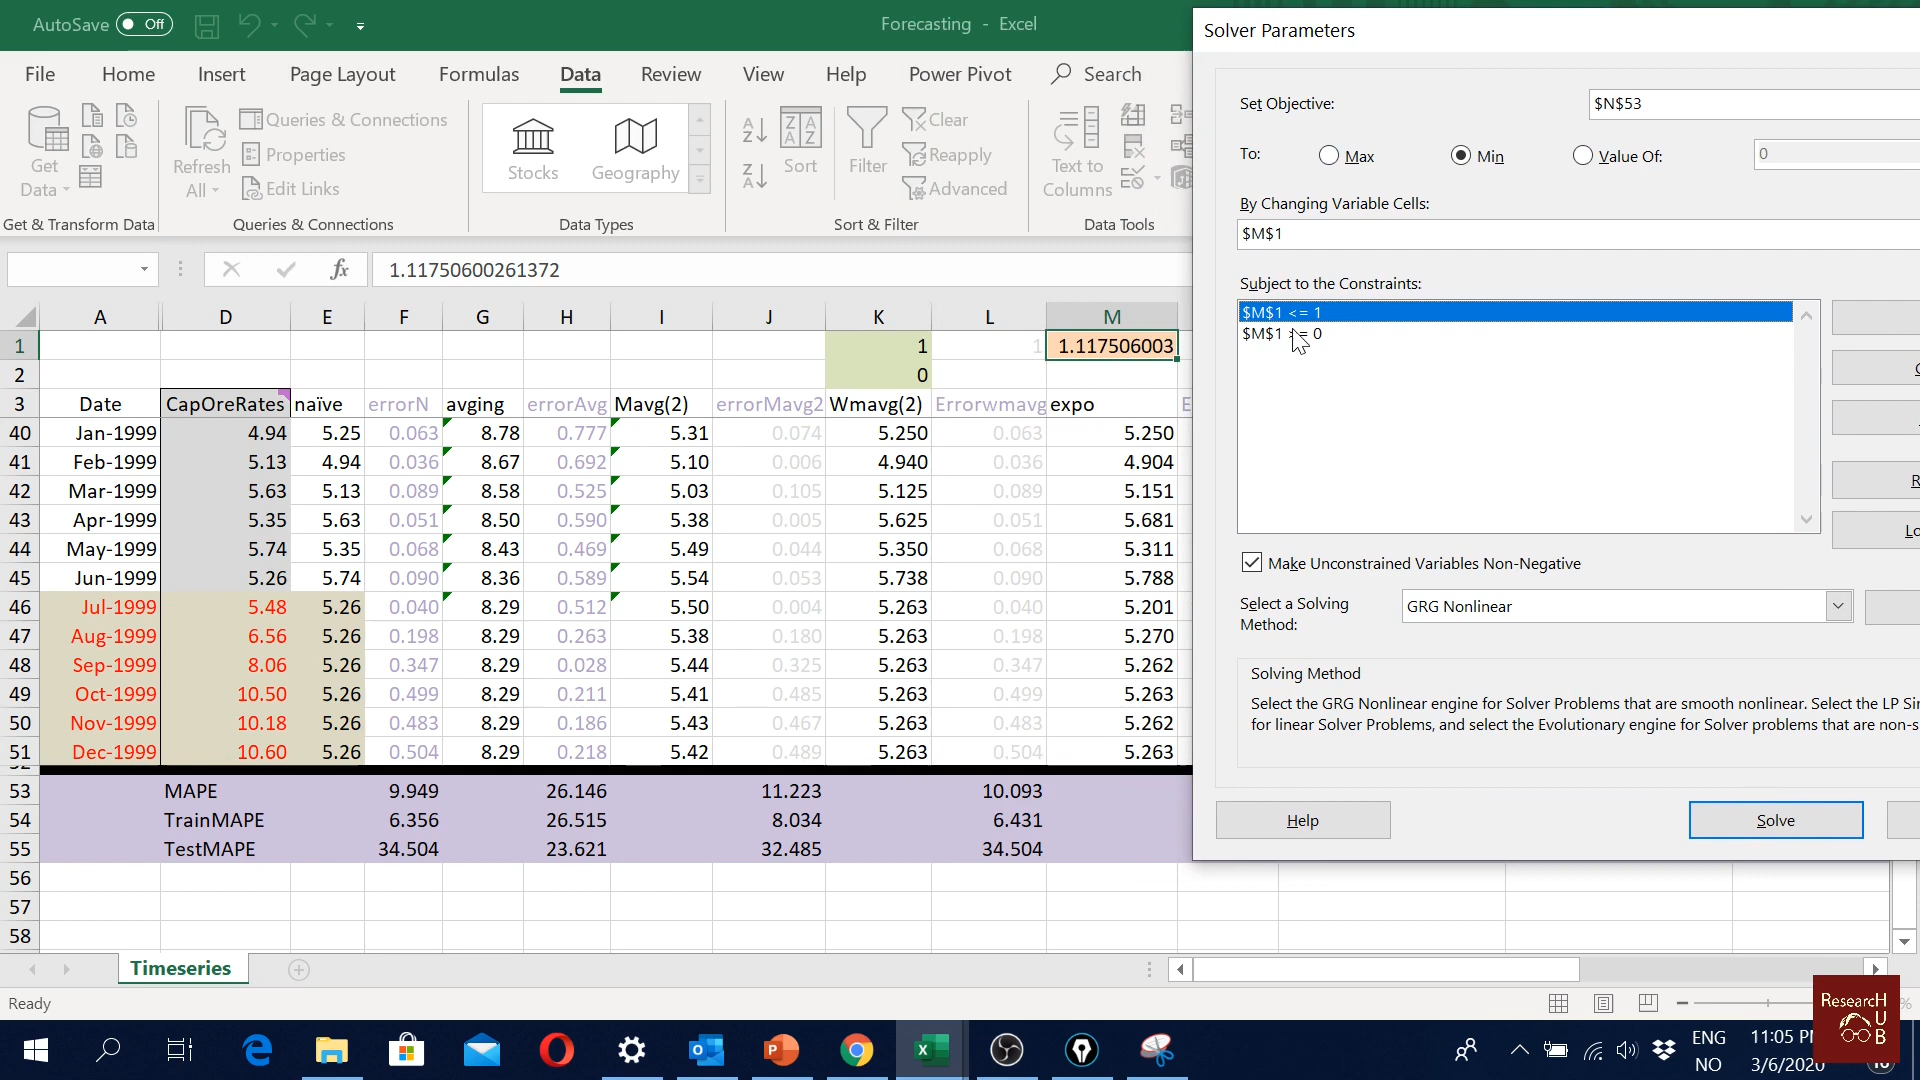 AutoSave Off
Forecasting - Excel
File Home Insert Page Layout Formulas Data Review View Help Power Pivot Search
Get Data
Refresh All
Queries & Connections
Properties
Edit Links
Stocks
Geography
Sort
Filter
Clear
Reapply
Advanced
Text to Columns
Get & Transform Data
Queries & Connections
Data Types
Sort & Filter
Data Tools
fx
1.11750600261372
A D E F G H I J K L M
1 1 1 1.117506003
2 0
3 Date CapOreRates naïve errorN avging errorAvg Mavg(2) errorMavg2 Wmavg(2) Errorwmavg expo E
40 Jan-1999 4.94 5.25 0.063 8.78 0.777 5.31 0.074 5.250 0.063 5.250
41 Feb-1999 5.13 4.94 0.036 8.67 0.692 5.10 0.006 4.940 0.036 4.904
42 Mar-1999 5.63 5.13 0.089 8.58 0.525 5.03 0.105 5.125 0.089 5.151
43 Apr-1999 5.35 5.63 0.051 8.50 0.590 5.38 0.005 5.625 0.051 5.681
44 May-1999 5.74 5.35 0.068 8.43 0.469 5.49 0.044 5.350 0.068 5.311
45 Jun-1999 5.26 5.74 0.090 8.36 0.589 5.54 0.053 5.738 0.090 5.788
46 Jul-1999 5.48 5.26 0.040 8.29 0.512 5.50 0.004 5.263 0.040 5.201
47 Aug-1999 6.56 5.26 0.198 8.29 0.263 5.38 0.180 5.263 0.198 5.270
48 Sep-1999 8.06 5.26 0.347 8.29 0.028 5.44 0.325 5.263 0.347 5.262
49 Oct-1999 10.50 5.26 0.499 8.29 0.211 5.41 0.485 5.263 0.499 5.263
50 Nov-1999 10.18 5.26 0.483 8.29 0.186 5.43 0.467 5.263 0.483 5.262
51 Dec-1999 10.60 5.26 0.504 8.29 0.218 5.42 0.489 5.263 0.504 5.263
53 MAPE 9.949 26.146 11.223 10.093
54 TrainMAPE 6.356 26.515 8.034 6.431
55 TestMAPE 34.504 23.621 32.485 34.504
56
57
58
Timeseries
Ready
Solver Parameters
Set Objective: $N$53
To: Max Min Value Of: 0
By Changing Variable Cells:
$M$1
Subject to the Constraints:
$M$1 <= 1
$M$1 >= 0
Make Unconstrained Variables Non-Negative
Select a Solving Method: GRG Nonlinear
Solving Method
Select the GRG Nonlinear engine for Solver Problems that are smooth nonlinear. Select the LP
for linear Solver Problems, and select the Evolutionary engine for Solver problems that are
Help
Solve
ResearcH
U
B
ENG
NO
11:05
3/6/2020